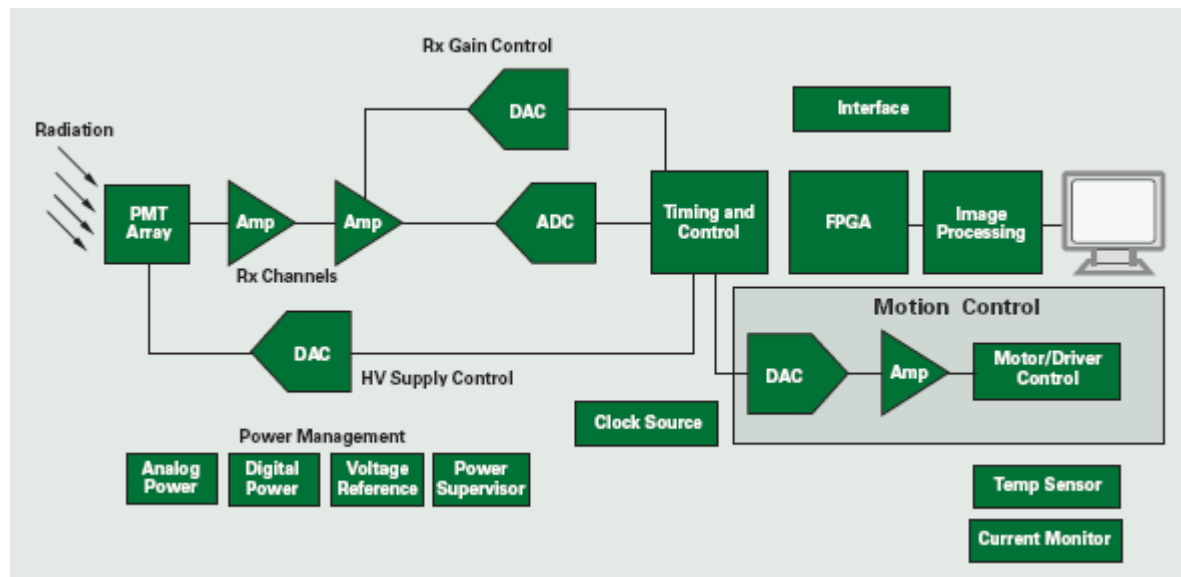 Rx Gain Control
DAC
Interface
Radiation
PMT
Array
Amp
Amp
ADC
Timing and
Control
FPGA
Image
Processing
Rx Channels
Motion Control
DAC
HV Supply Control
DAC
Amp
Motor/Driver
Control
Clock Source
Power Management
Analog
Power
Digital
Power
Voltage
Reference
Power
Supervisor
Temp Sensor
Current Monitor